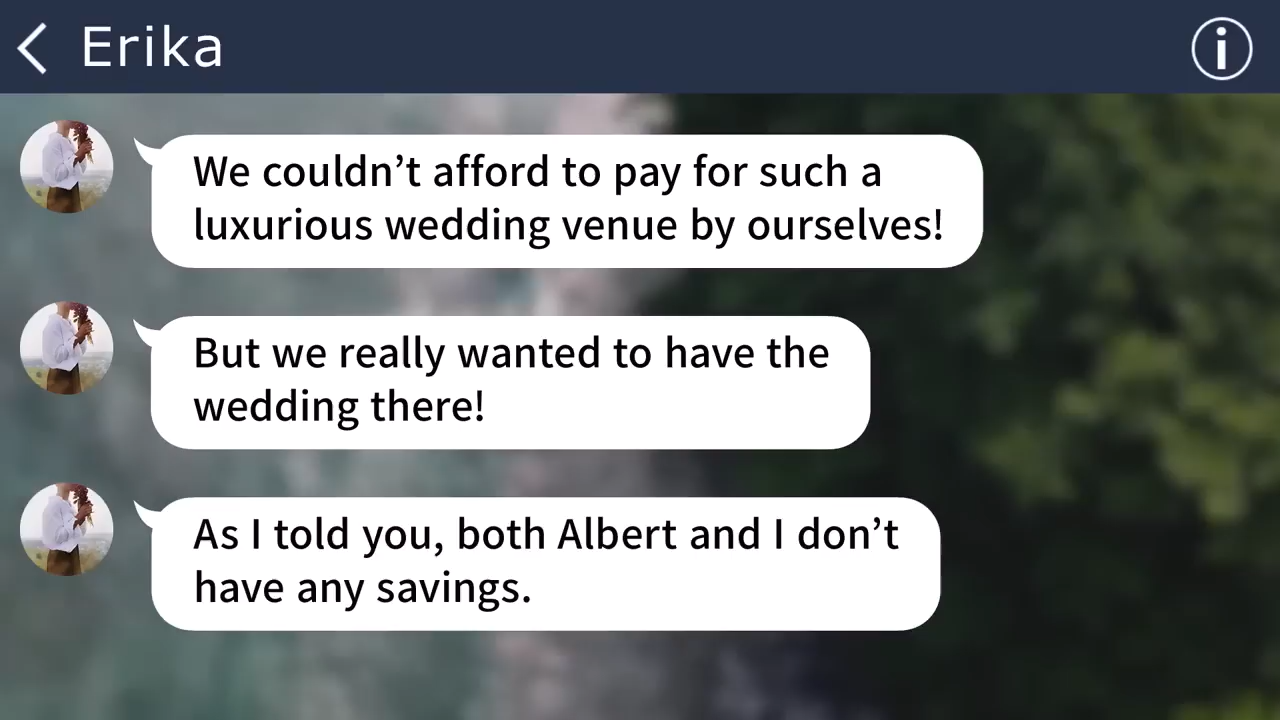 Erika
We couldn’t afford to pay for such a
luxurious wedding venue by ourselves!
But we really wanted to have the
wedding there!
As I told you, both Albert and I don’t
have any savings.